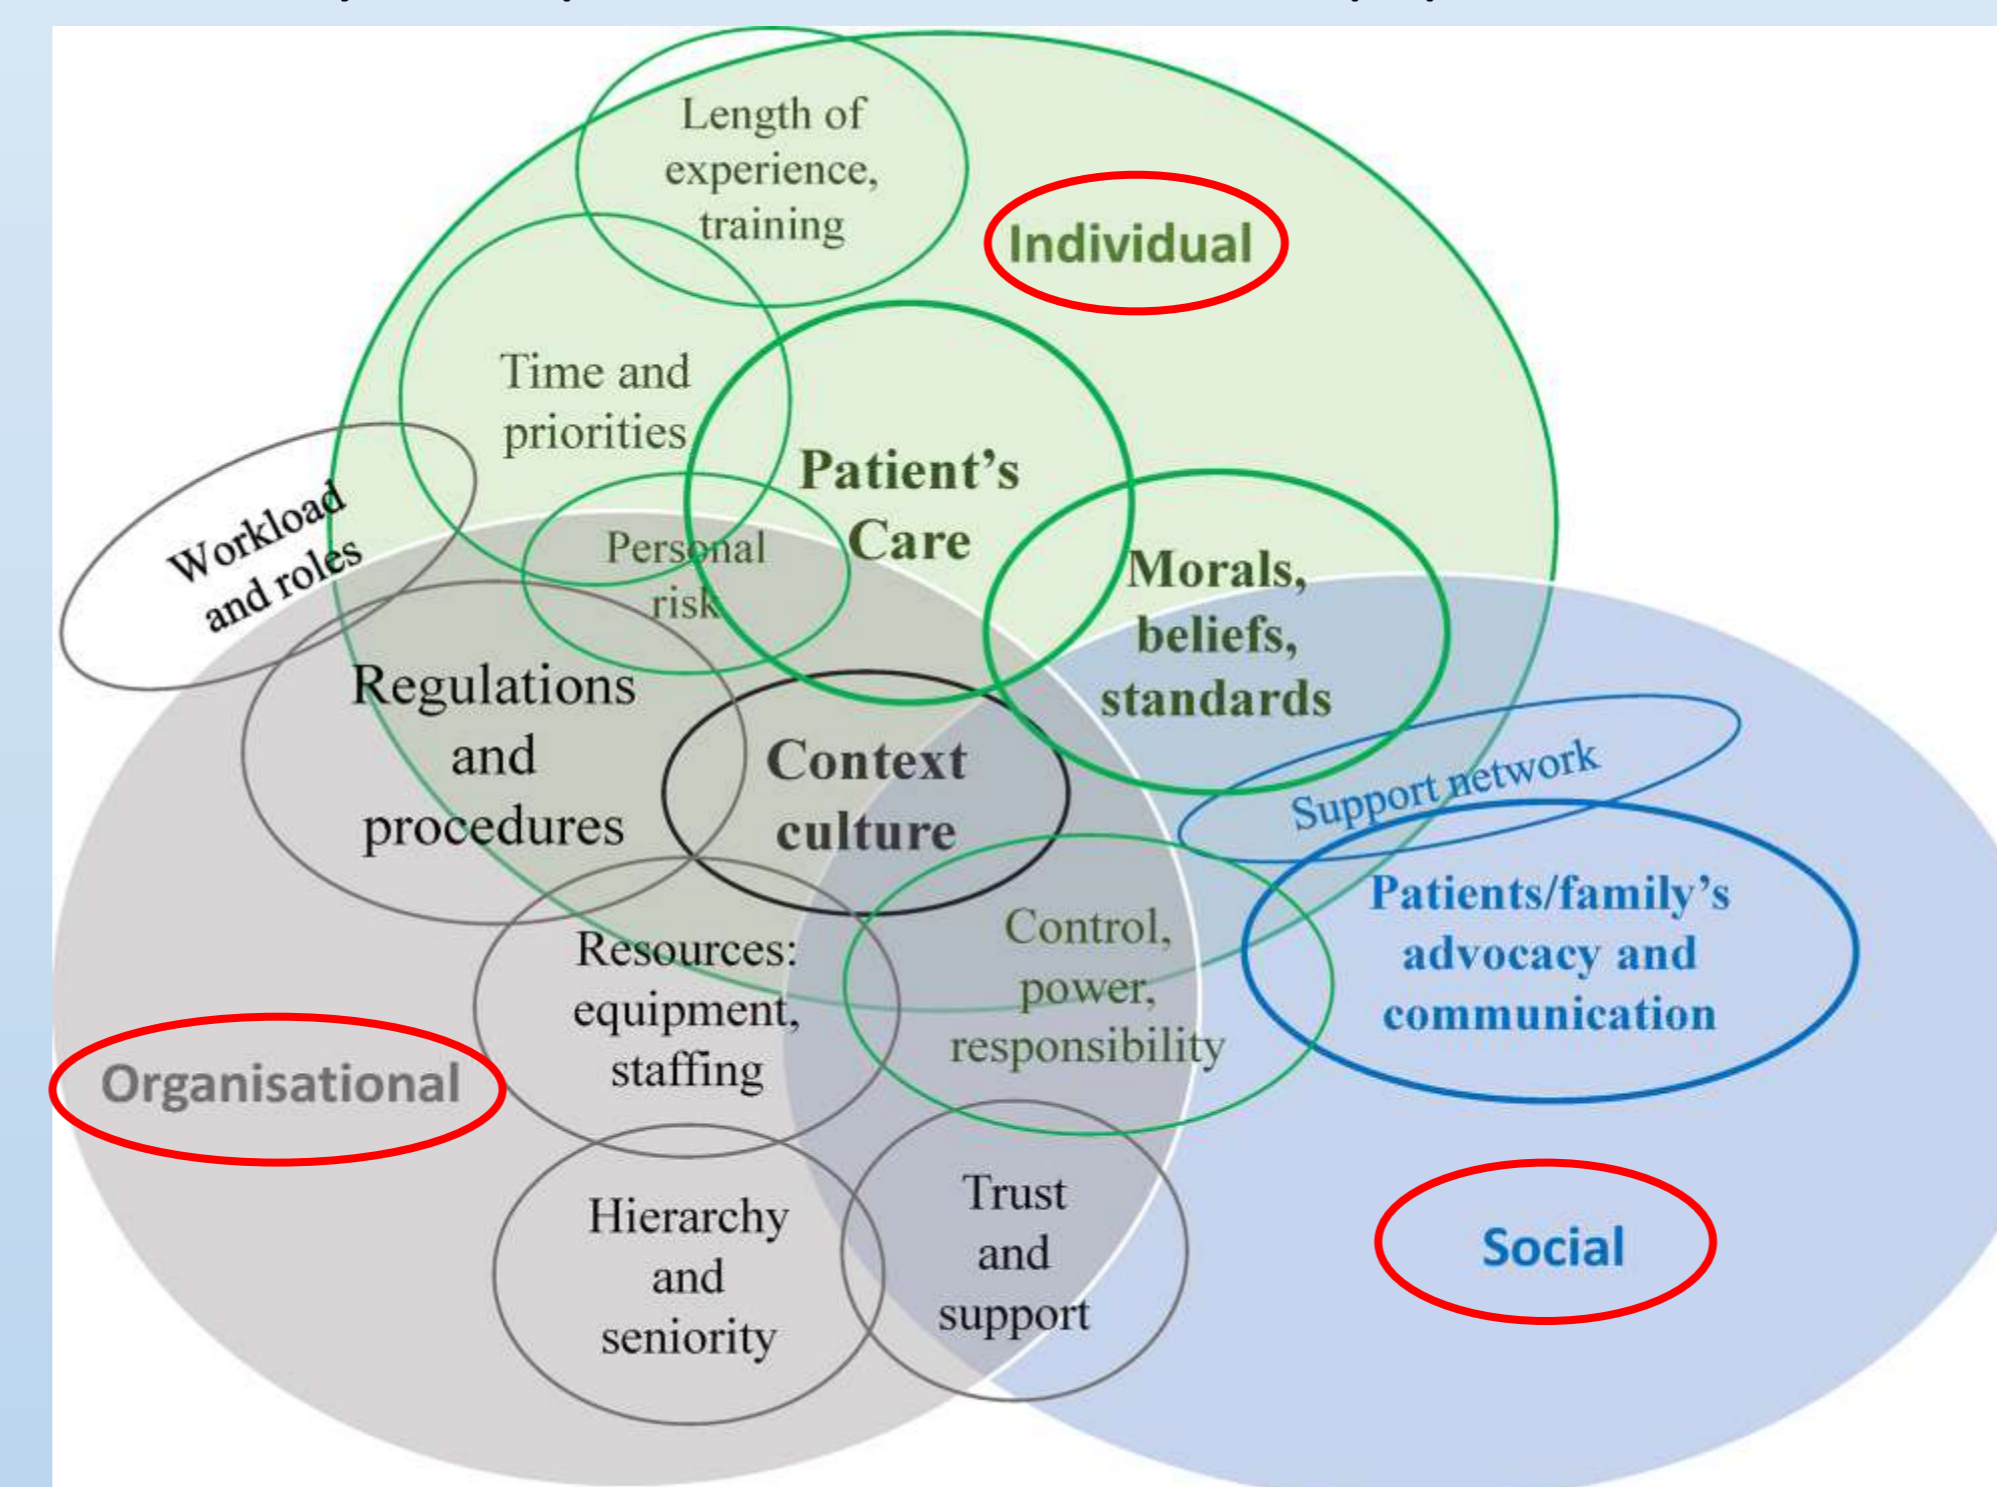 Length of
experience,
training
Individual
Time and
priorities
Patient's
Care
Workload
and roles
Personal
risk
Morals,
beliefs,
standards
Regulations
and
procedures
Context
culture
Support network
Patients/family's
advocacy and
communication
Resources:
equipment,
staffing
Control,
power,
responsibility
Organisational
Hierarchy
and
seniority
Trust
and
support
Social